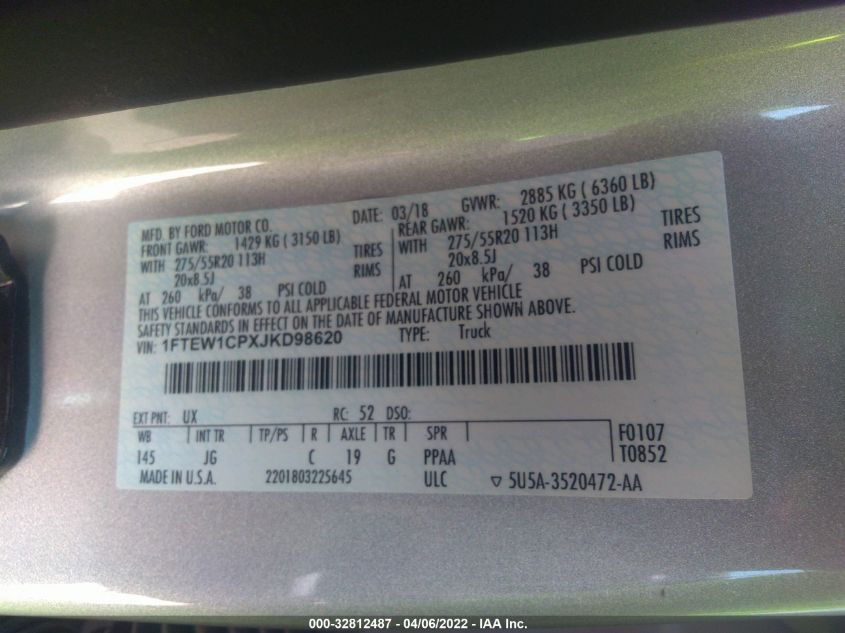 MFD. BY FORD MOTOR CO. DATE: 03/18 GVWR: 2885 KG ( 6360 LB)
FRONT GAWR: 1429 KG ( 3150 LB) REAR GAWR: 1520 KG ( 3350 LB)
WITH 275/55R20 113H TIRES WITH 275/55R20 113H TIRES
20x8.5J RIMS 20x8.5J RIMS
AT 260 kPa/ 38 PSI COLD AT 260 kPa/ 38 PSI COLD
THIS VEHICLE CONFORMS TO ALL APPLICABLE FEDERAL MOTOR VEHICLE
SAFETY STANDARDS IN EFFECT ON THE DATE OF MANUFACTURE SHOWN ABOVE.
VIN: 1FTEW1CPXJKD98620 TYPE: Truck
EXT PNT: UX RC: 52 DSO:
WB INT TR TP/PS R AXLE TR SPR F0107
145 JG C 19 G PPAA T0852
MADE IN U.S.A. 2201803225645 ULC ▽ 5U5A-3520472-AA
000-32812487 - 04/06/2022 - IAA Inc.